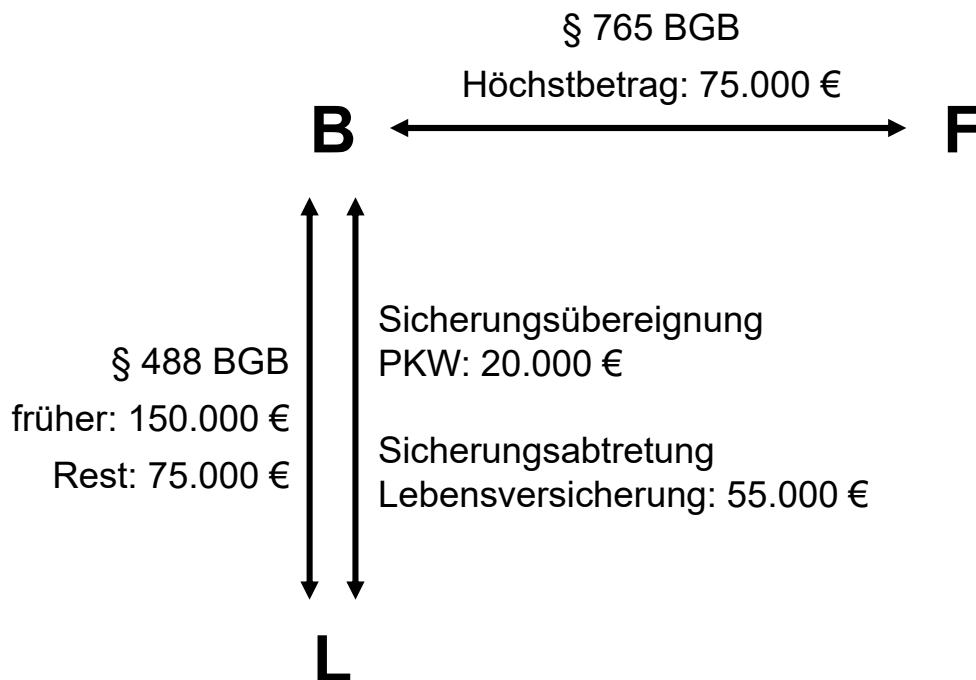 § 765 BGB
Höchstbetrag: 75.000 €
B
F
§ 488 BGB
früher: 150.000 €
Rest: 75.000 €
Sicherungsübereignung
PKW: 20.000 €
Sicherungsabtretung
Lebensversicherung: 55.000 €
L